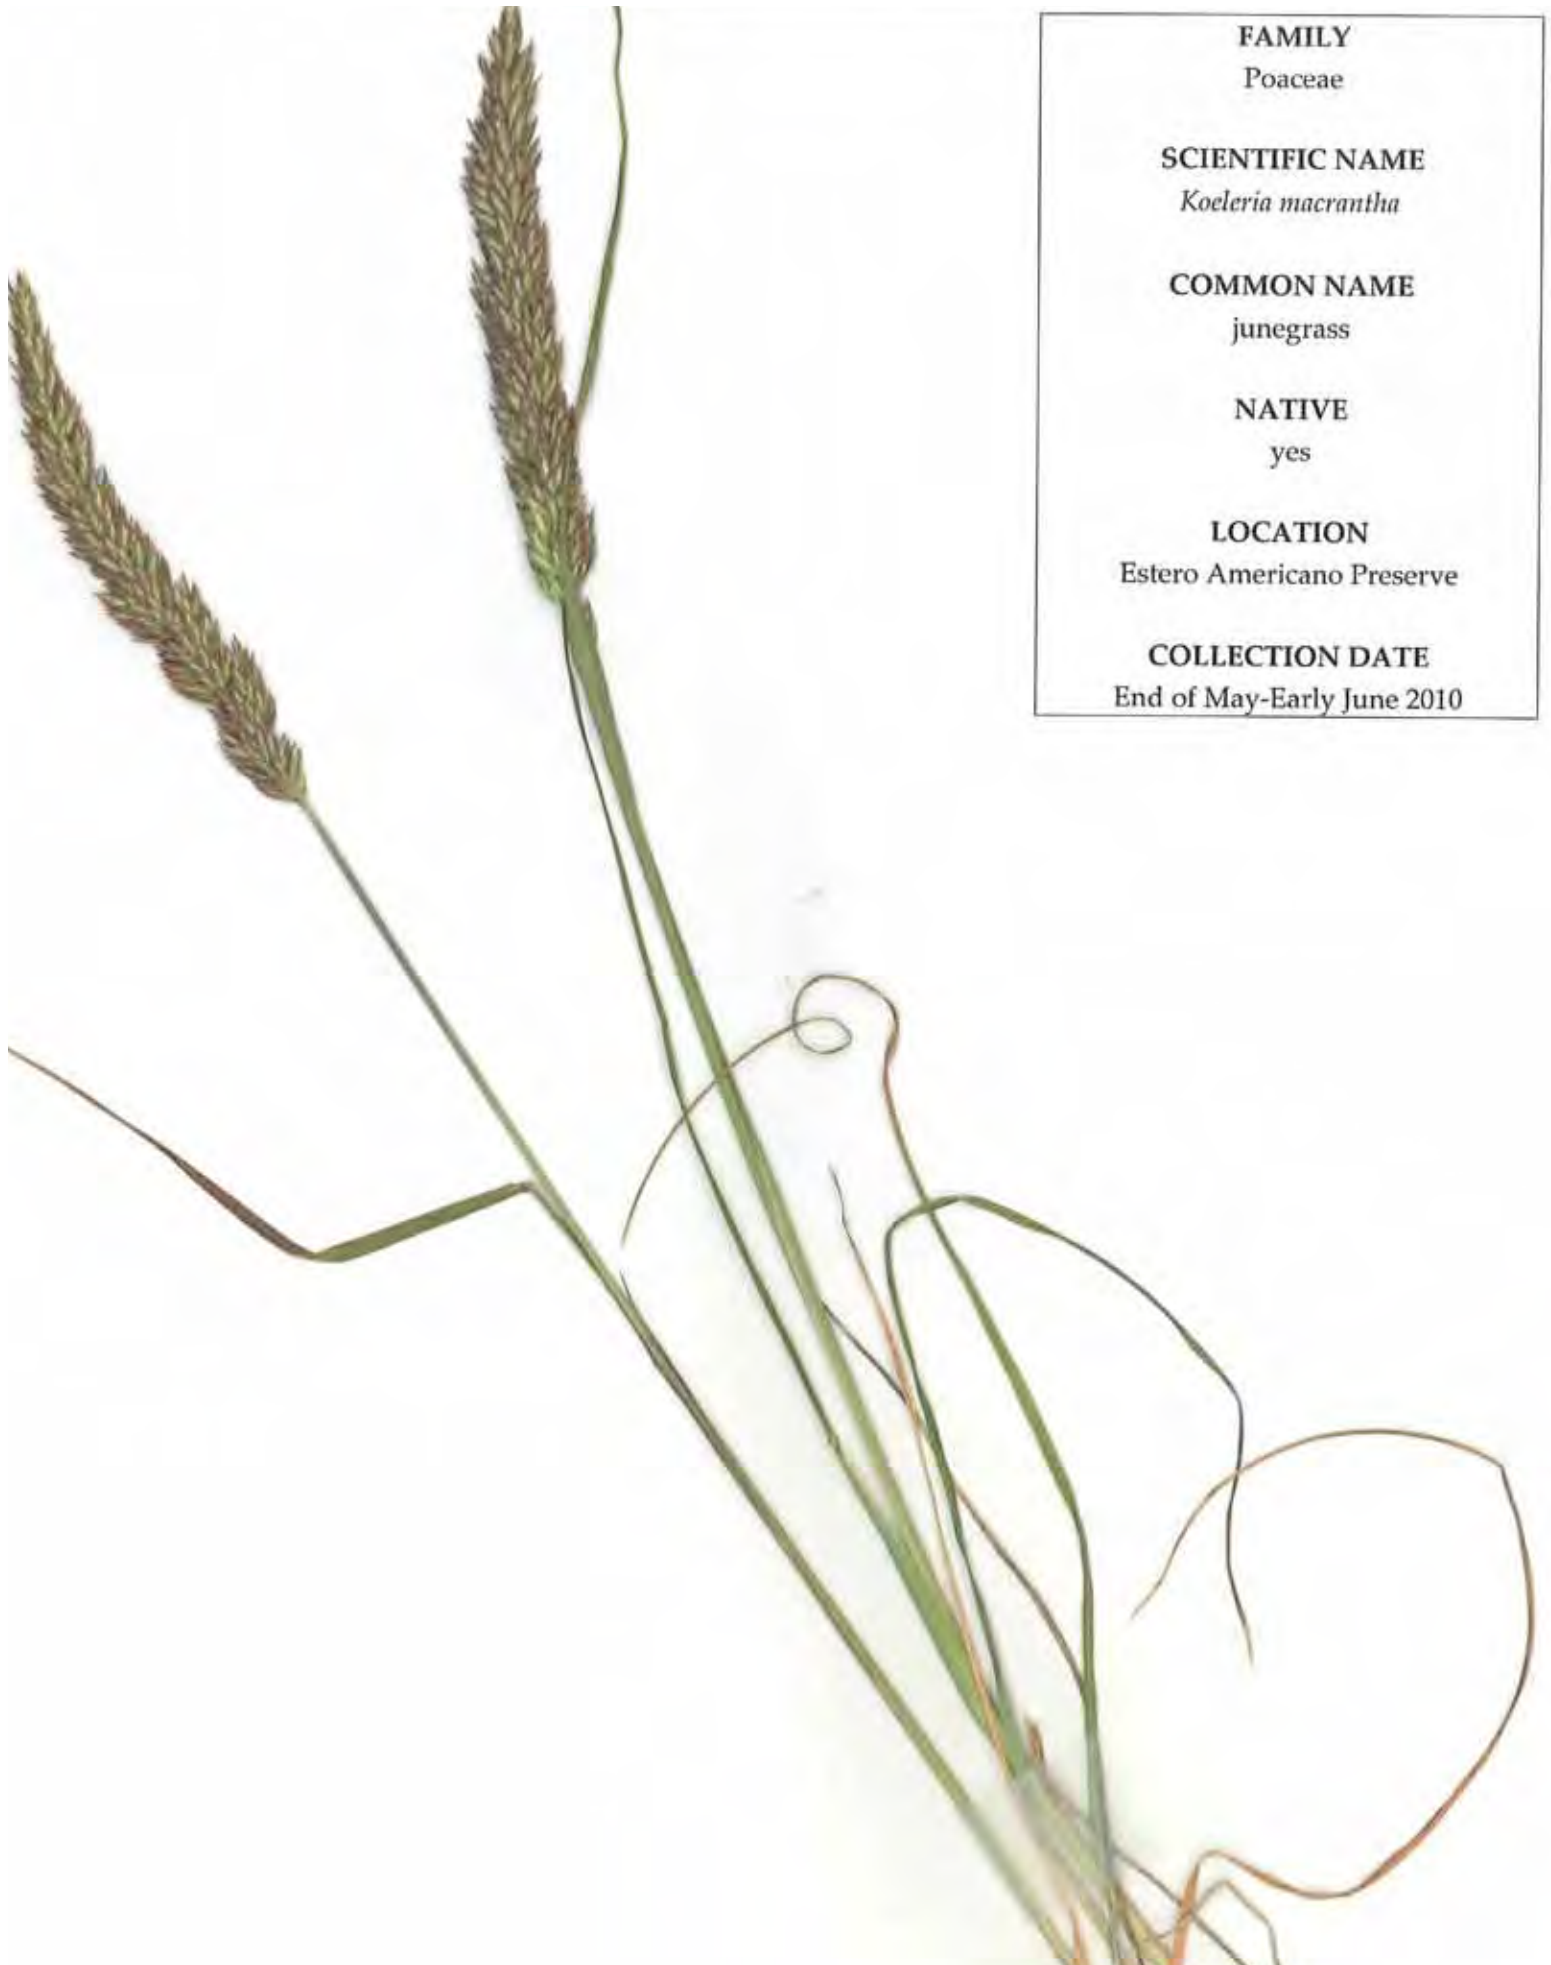 FAMILY
Poaceae
SCIENTIFIC NAME
Koeleria macrantha
COMMON NAME
junegrass
NATIVE
yes
LOCATION
Estero Americano Preserve
COLLECTION DATE
End of May-Early June 2010